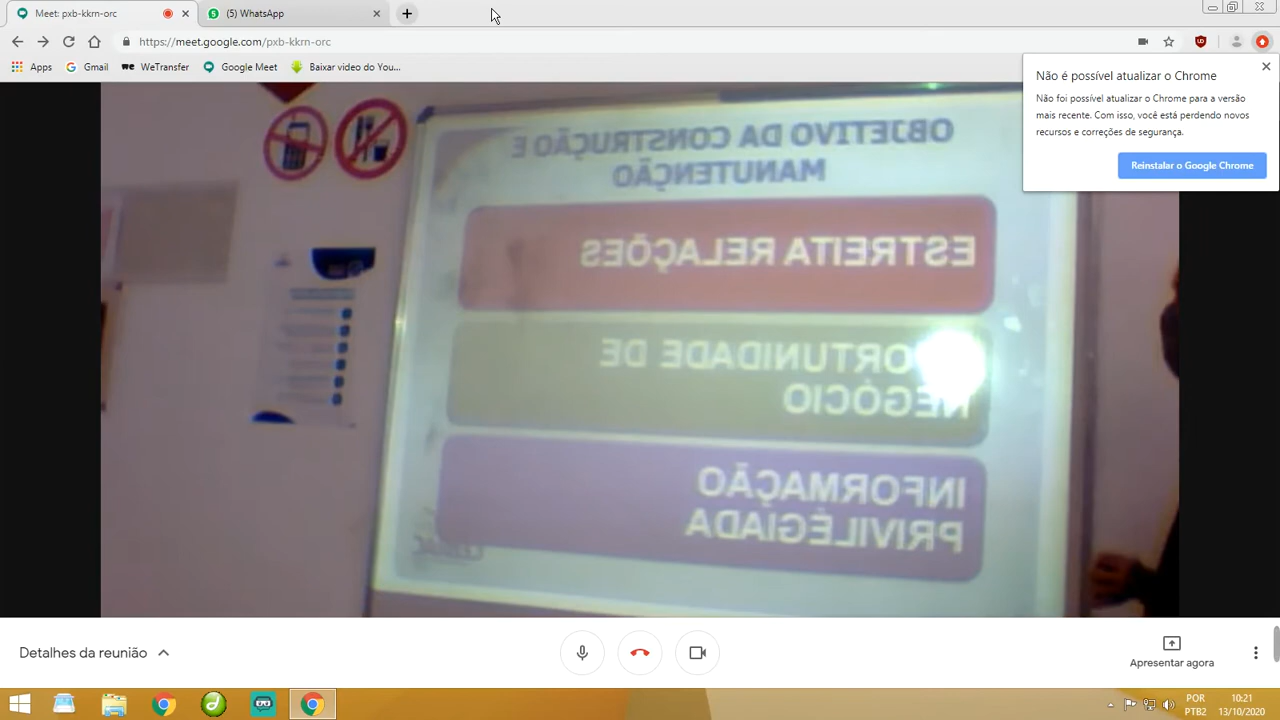 Meet: pxb-kkrn-orc
(5) WhatsApp
https://meet.google.com/pxb-kkrn-orc
Apps
Gmail
WeTransfer
Google Meet
Baixar video do You...
Não é possível atualizar o Chrome
Não foi possível atualizar o Chrome para a versão
mais recente. Com isso, você está perdendo novos
recursos e correções de segurança.
Reinstalar o Google Chrome
OBJETIVO DA CONSTRUÇÃO E
MANUTENÇÃO
ESTREITA RELAÇÕES
ORTUNIDADE DE
NEGÓCIO
INFORMAÇÃO
PRIVILÉGIADA
Detalhes da reunião
Apresentar agora
POR
PTB2
10:21
13/10/2020